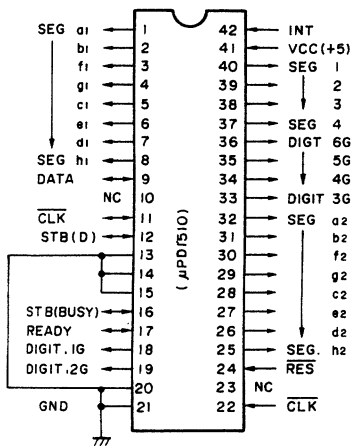 SEG a1 1 42 INT
b1 2 41 VCC(+5)
f1 3 40 SEG 1
g1 4 39 2
c1 5 38 3
e1 6 37 SEG 4
d1 7 36 DIGT 6G
SEG h1 8 35 5G
DATA 9 34 4G
NC 10 33 DIGIT 3G
CLK 11 32 SEG a2
STB(D) 12 31 b2
13 30 f2
14 29 g2
15 28 c2
STB(BUSY) 16 27 e2
READY 17 26 d2
DIGIT.1G 18 25 SEG. h2
DIGIT.2G 19 24 RES
20 23 NC
GND 21 22 CLK
(μPD7510)